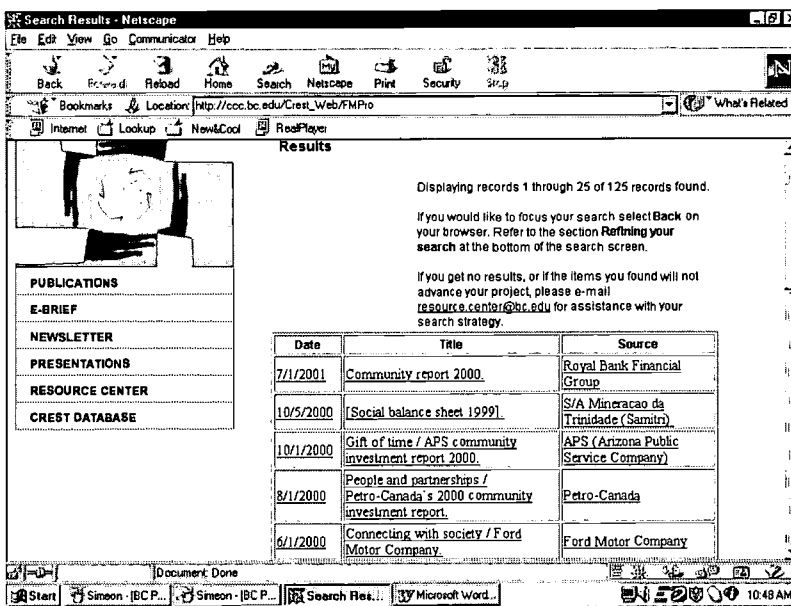 Search Results - Netscape
File Edit View Go Communicator Help
Back Forward Reload Home Search Netscape Print Security Stop
Bookmarks Location: http://ccc.bc.edu/Crest_Web/FMPro What's Related
Internet Lookup New&Cool RealPlayer
Results
Displaying records 1 through 25 of 125 records found.
If you would like to focus your search select Back on
your browser. Refer to the section Refining your
search at the bottom of the search screen.
If you get no results, or if the items you found will not
advance your project, please e-mail
resource.center@bc.edu for assistance with your
search strategy.
PUBLICATIONS
E-BRIEF
NEWSLETTER
PRESENTATIONS
RESOURCE CENTER
CREST DATABASE
Date Title Source
7/1/2001 Community report 2000. Royal Bank Financial
Group
10/5/2000 [Social balance sheet 1999]. S/A Mineracao da
Trinidade (Samitri)
10/1/2000 Gift of time / APS community
investment report 2000. APS (Arizona Public
Service Company)
8/1/2000 People and partnerships /
Petro-Canada's 2000 community
investment report. Petro-Canada
6/1/2000 Connecting with society / Ford
Motor Company. Ford Motor Company
Document: Done
Start Simeon - [BC P... Simeon - [BC P... Search Res... Microsoft Word... 10:48 AM